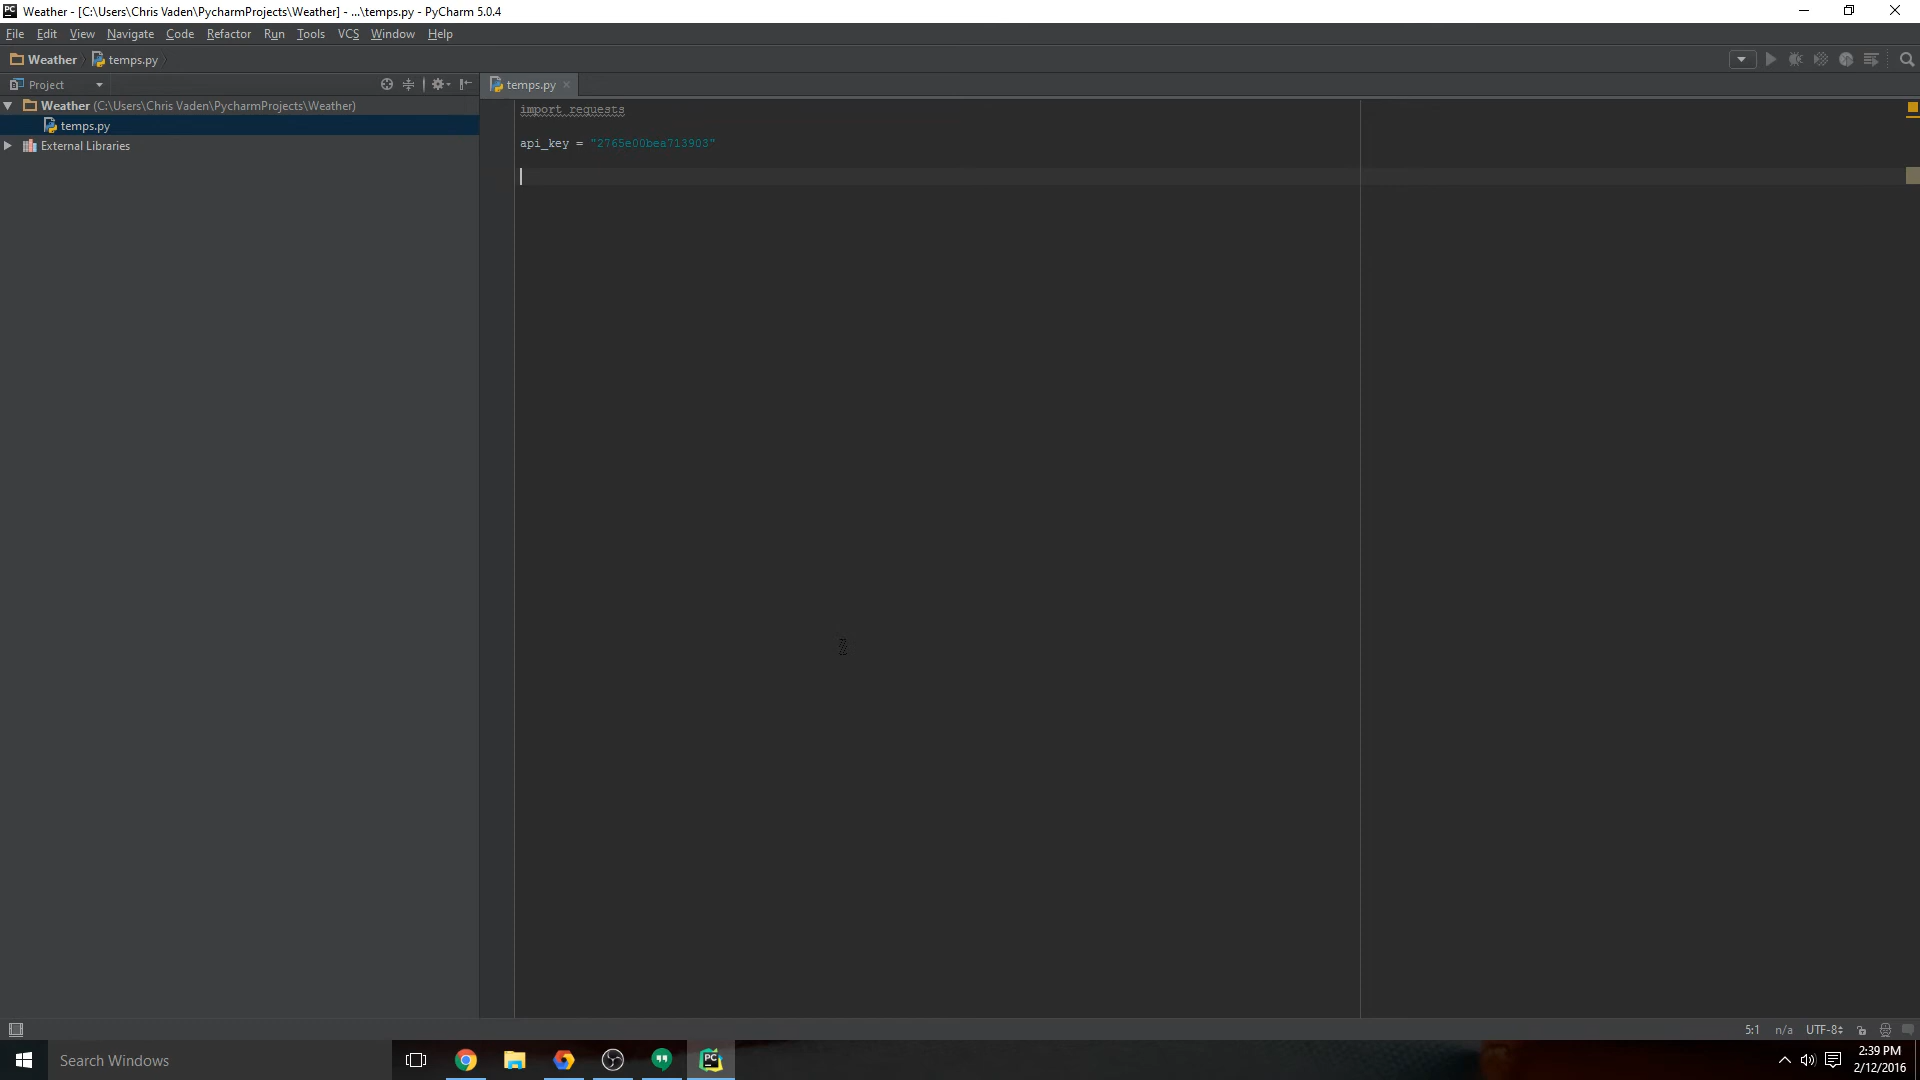 Weather - [C:\Users\Chris Vaden\PycharmProjects\Weather] - ...\temps.py - PyCharm 5.0.4
File Edit View Navigate Code Refactor Run Tools VCS Window Help
Weather temps.py
Project
temps.py
Weather (C:\Users\Chris Vaden\PycharmProjects\Weather)
temps.py
External Libraries
import requests
api_key = "2765e00bea713903"
5:1 n/a UTF-8
Search Windows
2:39 PM
2/12/2016